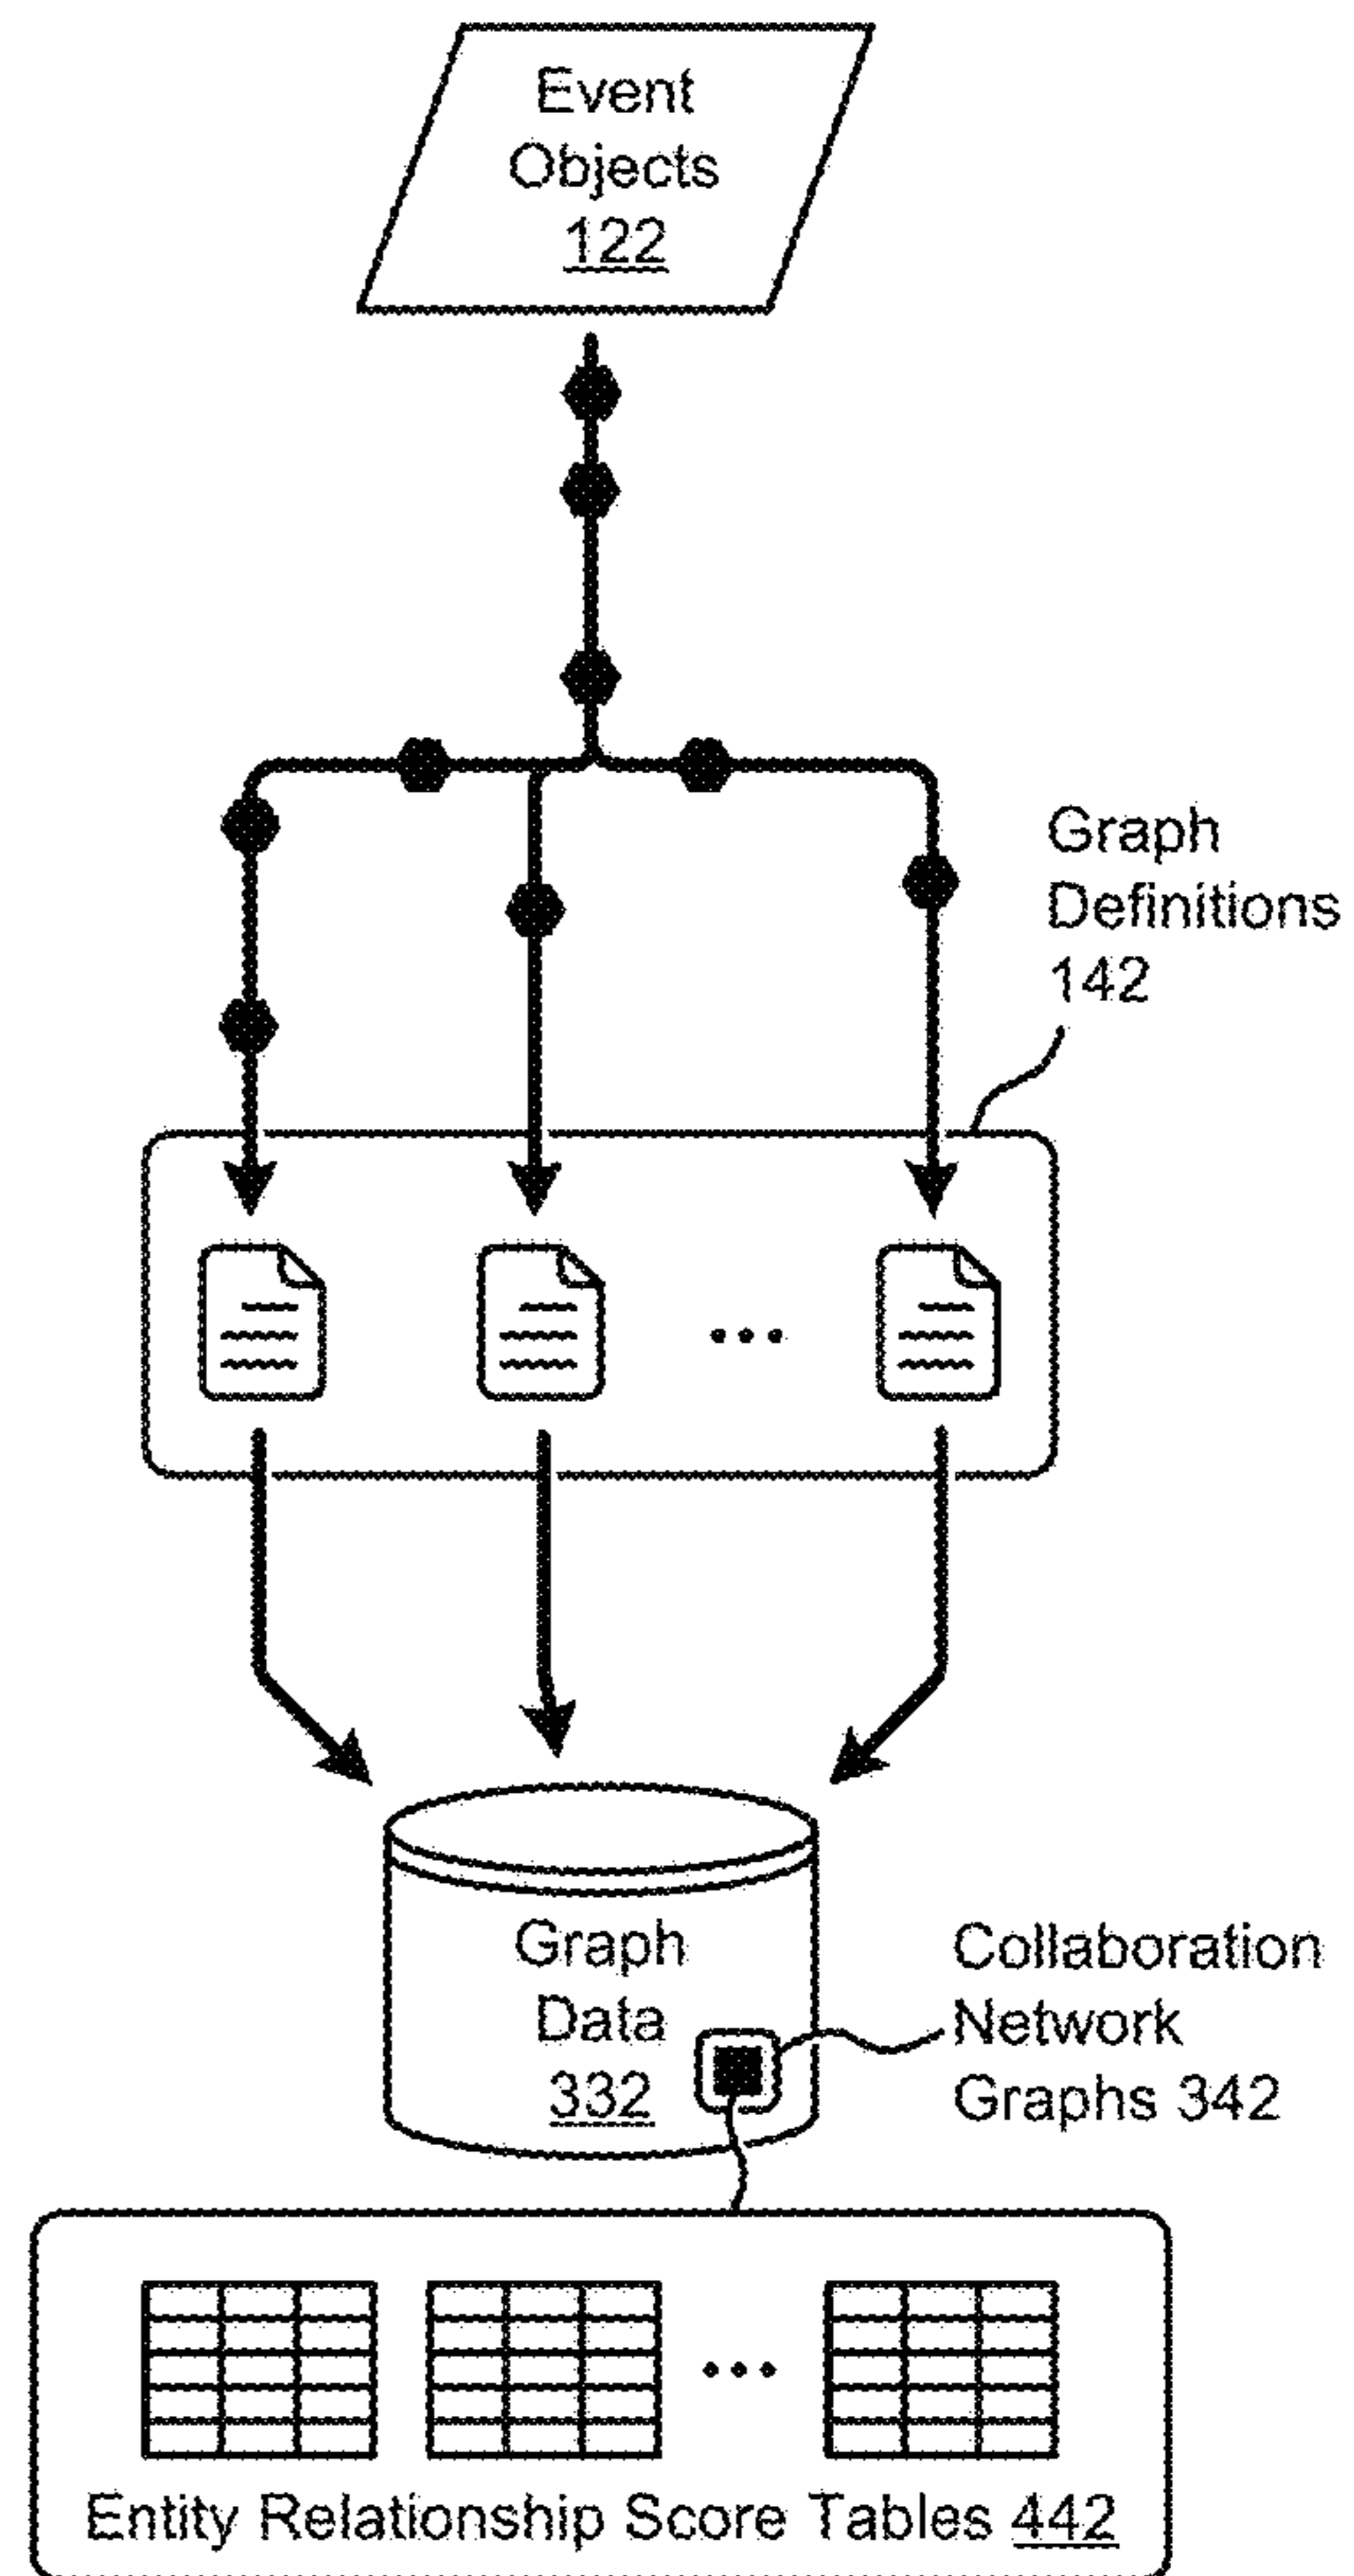 Event
Objects
122
Graph
Definitions
142
Graph
Data
332
Collaboration
Network
Graphs 342
Entity Relationship Score Tables 442